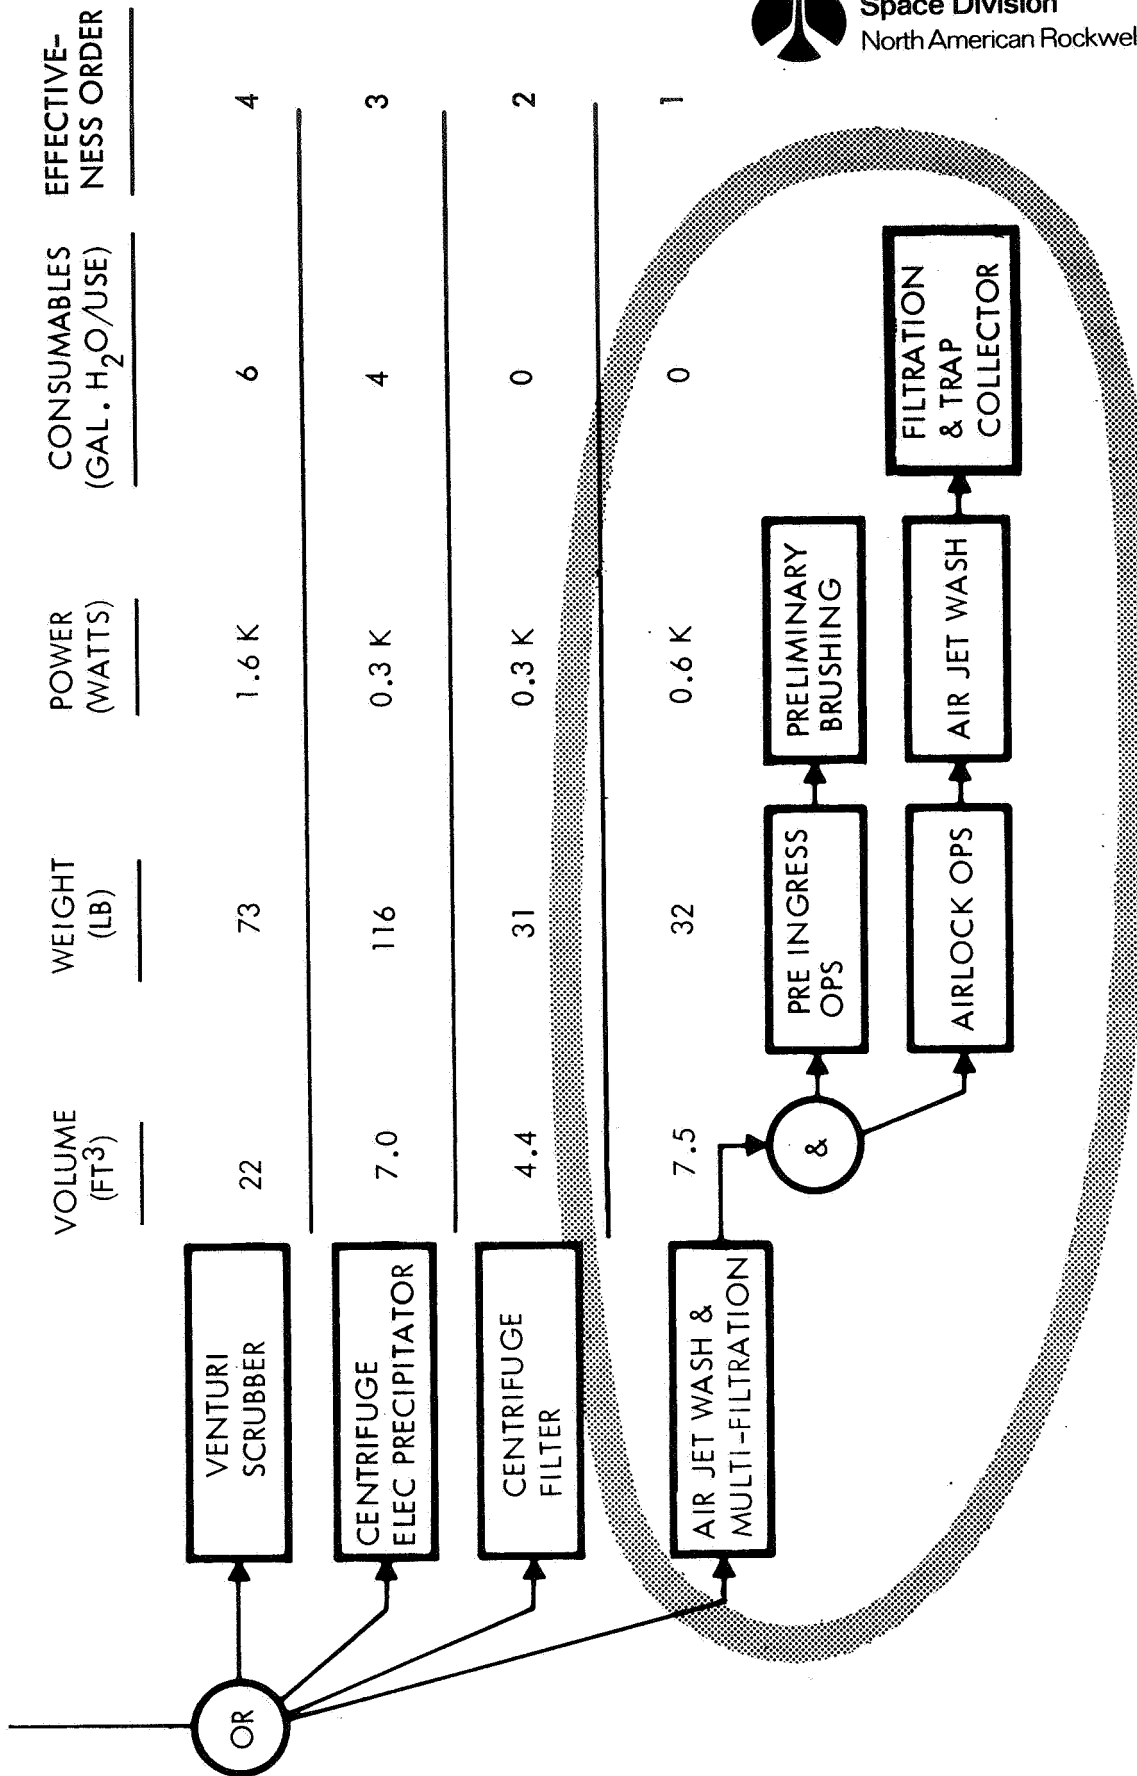 Space Division
North American Rockwel
VOLUME
(FT3)
WEIGHT
(LB)
POWER
(WATTS)
CONSUMABLES
(GAL. H2O/USE)
EFFECTIVE-
NESS ORDER
OR
VENTURI
SCRUBBER
22
73
1.6 K
6
4
CENTRIFUGE
ELEC PRECIPITATOR
7.0
116
0.3 K
4
3
CENTRIFUGE
FILTER
4.4
31
0.3 K
0
2
AIR JET WASH &
MULTI-FILTRATION
7.5
32
0.6 K
0
1
&
PRE INGRESS
OPS
PRELIMINARY
BRUSHING
AIRLOCK OPS
AIR JET WASH
FILTRATION
& TRAP
COLLECTOR